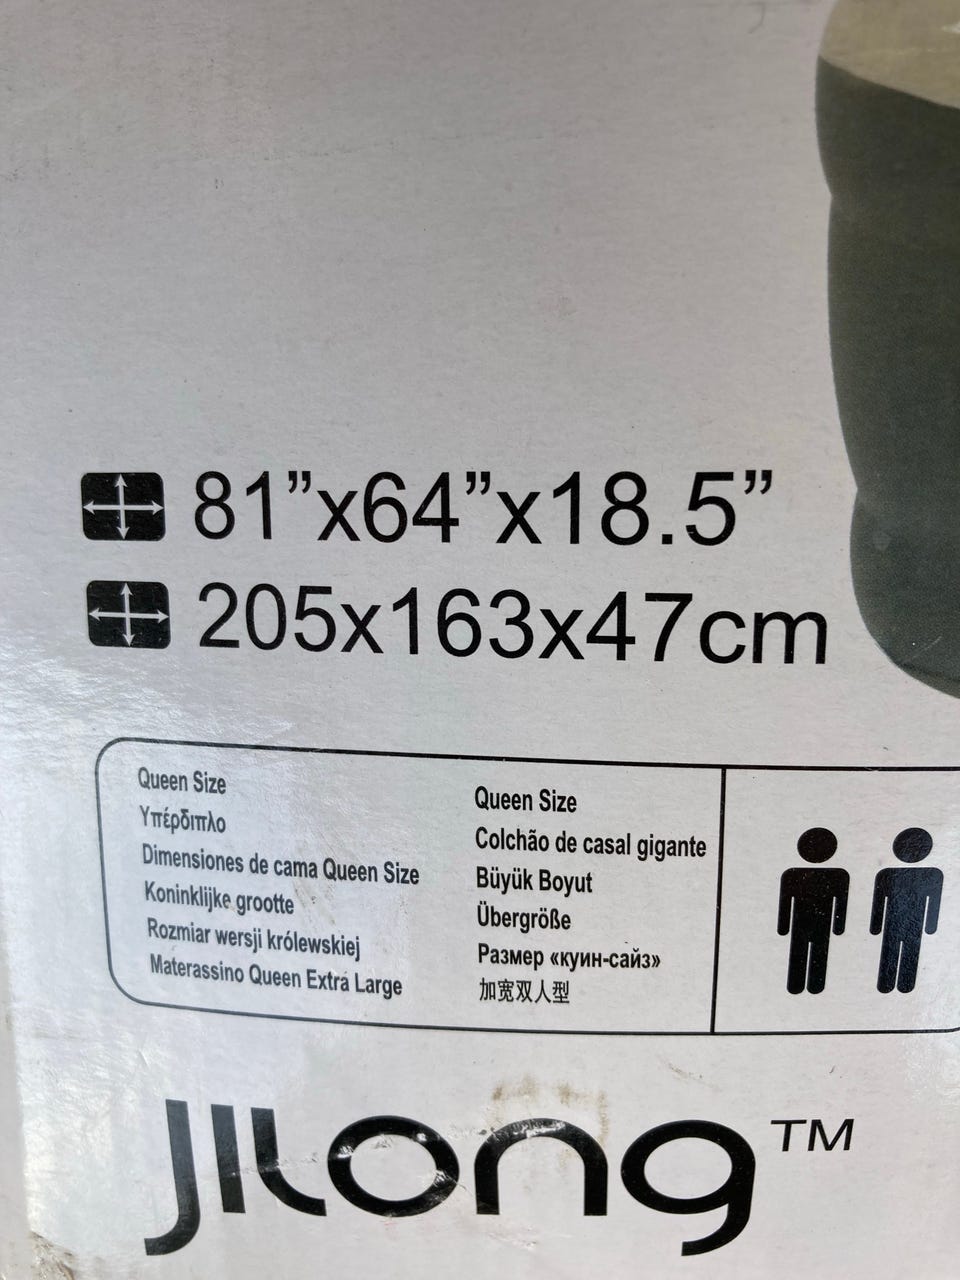 81”x64”x18.5”
205x163x47cm
Queen Size
Υπέρδιπλο
Dimensiones de cama Queen Size
Koninklijke grootte
Rozmiar wersji królewskiej
Materassino Queen Extra Large
Queen Size
Colchão de casal gigante
Büyük Boyut
Übergröße
Размер «куин-сайз»
加宽双人型
JILONG™